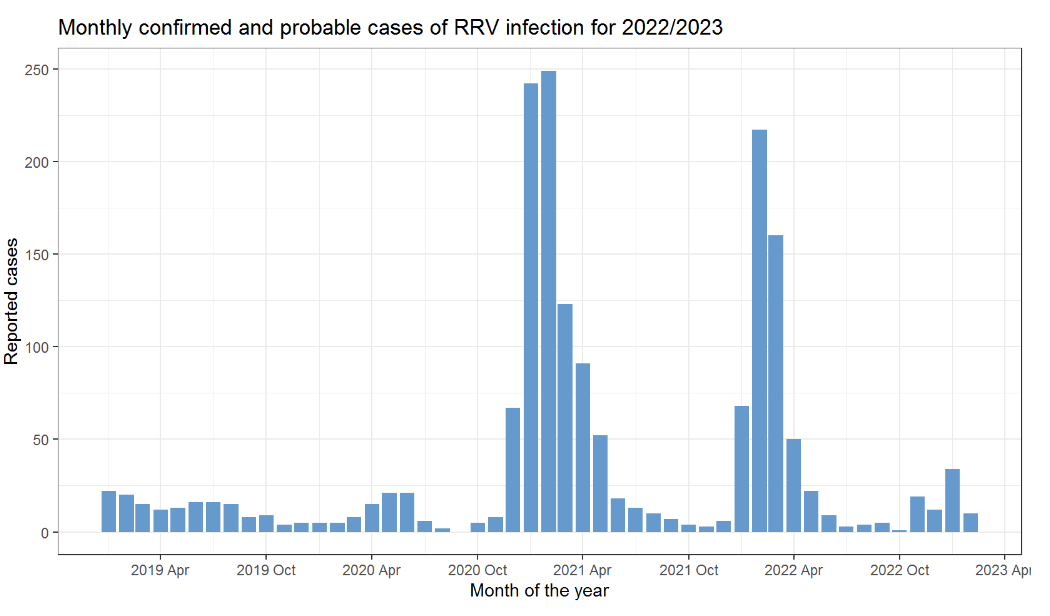 Monthly confirmed and probable cases of RRV infection for 2022/2023
250
200
150
100
50
0
Reported cases
2019 Apr 2019 Oct 2020 Apr 2020 Oct 2021 Apr 2021 Oct 2022 Apr 2022 Oct 2023 Apr
Month of the year